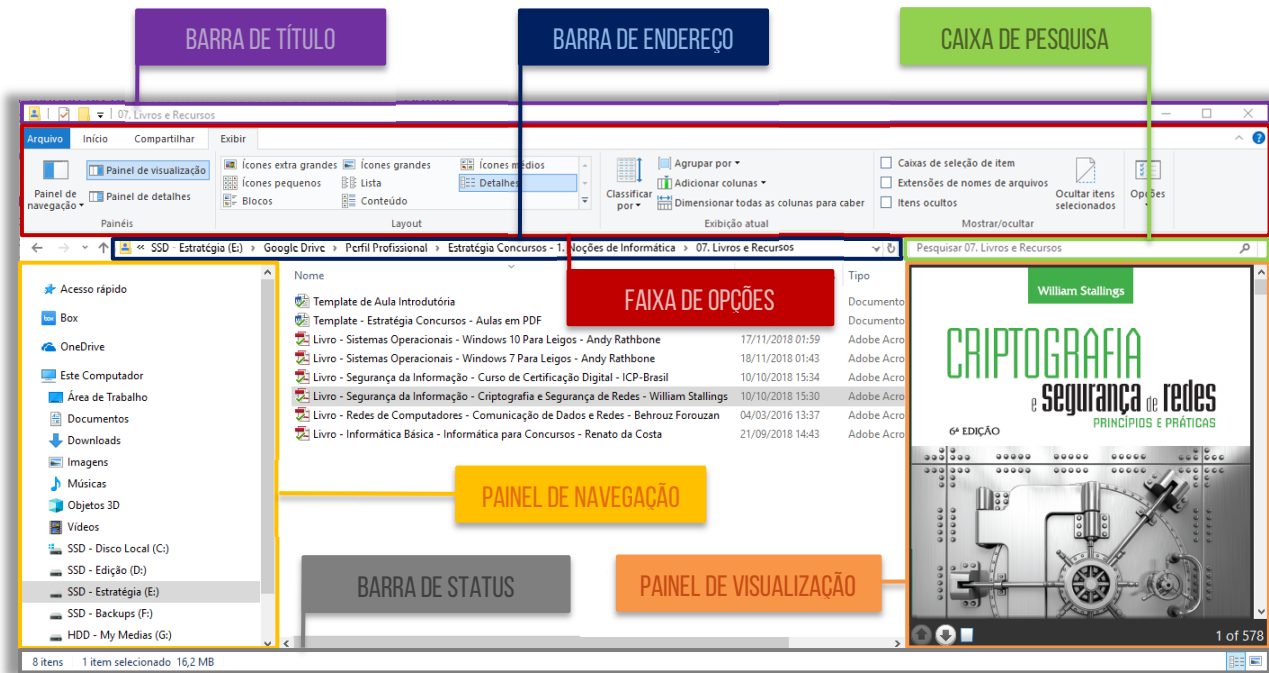 BARRA DE TÍTULO
BARRA DE ENDEREÇO
CAIXA DE PESQUISA
07. Livros e Recursos
Arquivo Início Compartilhar Exibir
Painel de navegação
Painel de visualização
Painel de detalhes
Painéis
Ícones extra grandes Ícones grandes Ícones médios
Ícones pequenos Lista Detalhes
Blocos Conteúdo
Layout
Classificar por
Agrupar por
Adicionar colunas
Dimensionar todas as colunas para caber
Exibição atual
Caixas de seleção de item
Extensões de nomes de arquivos
Itens ocultos
Ocultar itens selecionados
Mostrar/ocultar
Opções
« SSD - Estratégia (E:) > Google Drive > Perfil Profissional > Estratégia Concursos - 1. Noções de Informática > 07. Livros e Recursos
Pesquisar 07. Livros e Recursos
FAIXA DE OPÇÕES
Acesso rápido
Box
box
OneDrive
Este Computador
Área de Trabalho
Documentos
Downloads
Imagens
Músicas
Objetos 3D
Vídeos
SSD - Disco Local (C:)
SSD - Edição (D:)
SSD - Estratégia (E:)
SSD - Backups (F:)
HDD - My Medias (G:)
Nome Tipo
Template de Aula Introdutória Documento
Template - Estratégia Concursos - Aulas em PDF Documento
Livro - Sistemas Operacionais - Windows 10 Para Leigos - Andy Rathbone 17/11/2018 01:59 Adobe Acro
Livro - Sistemas Operacionais - Windows 7 Para Leigos - Andy Rathbone 18/11/2018 01:43 Adobe Acro
Livro - Segurança da Informação - Curso de Certificação Digital - ICP-Brasil 10/10/2018 15:34 Adobe Acro
Livro - Segurança da Informação - Criptografia e Segurança de Redes - William Stallings 10/10/2018 15:30 Adobe Acro
Livro - Redes de Computadores - Comunicação de Dados e Redes - Behrouz Forouzan 04/03/2016 13:37 Adobe Acro
Livro - Informática Básica - Informática para Concursos - Renato da Costa 21/09/2018 14:43 Adobe Acro
PAINEL DE NAVEGAÇÃO
BARRA DE STATUS
PAINEL DE VISUALIZAÇÃO
William Stallings
CRIPTOGRAFIA
e segurança de redes
PRINCÍPIOS E PRÁTICAS
6ª EDIÇÃO
1 of 578
8 itens 1 item selecionado 16,2 MB